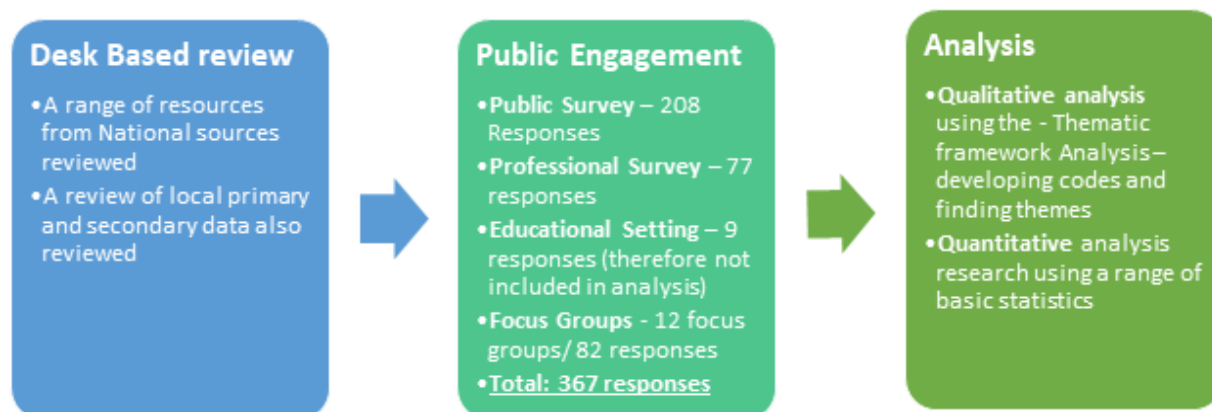 Desk Based review
•A range of resources
from National sources
reviewed
•A review of local primary
and secondary data also
reviewed
Public Engagement
•Public Survey – 208
Responses
•Professional Survey – 77
responses
•Educational Setting – 9
responses (therefore not
included in analysis)
•Focus Groups - 12 focus
groups/ 82 responses
•Total: 367 responses
Analysis
•Qualitative analysis
using the - Thematic
framework Analysis–
developing codes and
finding themes
•Quantitative analysis
research using a range of
basic statistics